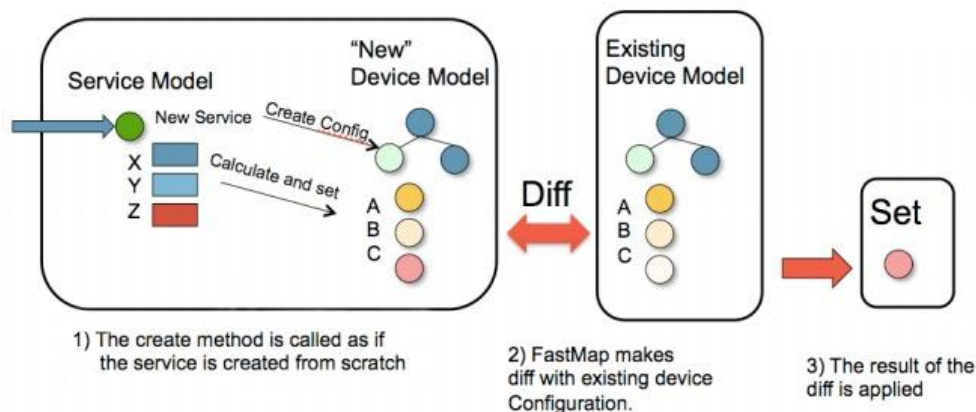 Service Model
New Service
X
Y
Z
Create Config
Calculate and set
“New”
Device Model
A
B
C
Diff
Existing
Device Model
A
B
C
Set
1) The create method is called as if
the service is created from scratch
2) FastMap makes
diff with existing device
Configuration.
3) The result of the
diff is applied